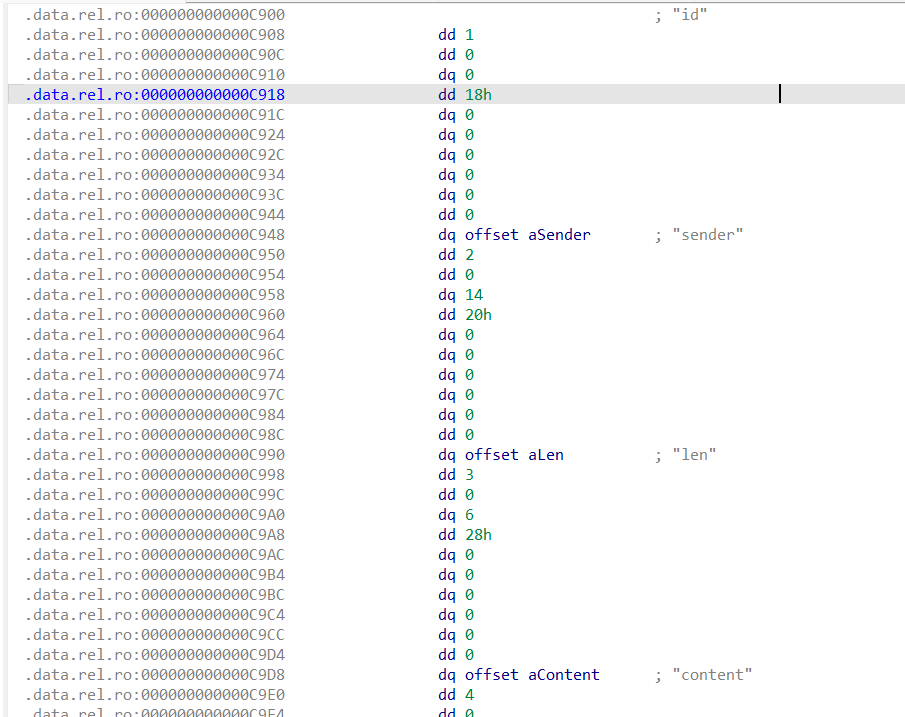 .data.rel.ro:000000000000C900 ; "id"
.data.rel.ro:000000000000C908 dd 1
.data.rel.ro:000000000000C90C dd 0
.data.rel.ro:000000000000C910 dq 0
.data.rel.ro:000000000000C918 dd 18h
.data.rel.ro:000000000000C91C dq 0
.data.rel.ro:000000000000C924 dq 0
.data.rel.ro:000000000000C92C dq 0
.data.rel.ro:000000000000C934 dq 0
.data.rel.ro:000000000000C93C dq 0
.data.rel.ro:000000000000C944 dd 0
.data.rel.ro:000000000000C948 dq offset aSender ; "sender"
.data.rel.ro:000000000000C950 dd 2
.data.rel.ro:000000000000C954 dd 0
.data.rel.ro:000000000000C958 dq 14
.data.rel.ro:000000000000C960 dd 20h
.data.rel.ro:000000000000C964 dq 0
.data.rel.ro:000000000000C96C dq 0
.data.rel.ro:000000000000C974 dq 0
.data.rel.ro:000000000000C97C dq 0
.data.rel.ro:000000000000C984 dq 0
.data.rel.ro:000000000000C98C dd 0
.data.rel.ro:000000000000C990 dq offset aLen ; "len"
.data.rel.ro:000000000000C998 dd 3
.data.rel.ro:000000000000C99C dd 0
.data.rel.ro:000000000000C9A0 dq 6
.data.rel.ro:000000000000C9A8 dd 28h
.data.rel.ro:000000000000C9AC dq 0
.data.rel.ro:000000000000C9B4 dq 0
.data.rel.ro:000000000000C9BC dq 0
.data.rel.ro:000000000000C9C4 dq 0
.data.rel.ro:000000000000C9CC dq 0
.data.rel.ro:000000000000C9D4 dd 0
.data.rel.ro:000000000000C9D8 dq offset aContent ; "content"
.data.rel.ro:000000000000C9E0 dd 4
.data.rel.ro:000000000000C9E4 dd 0